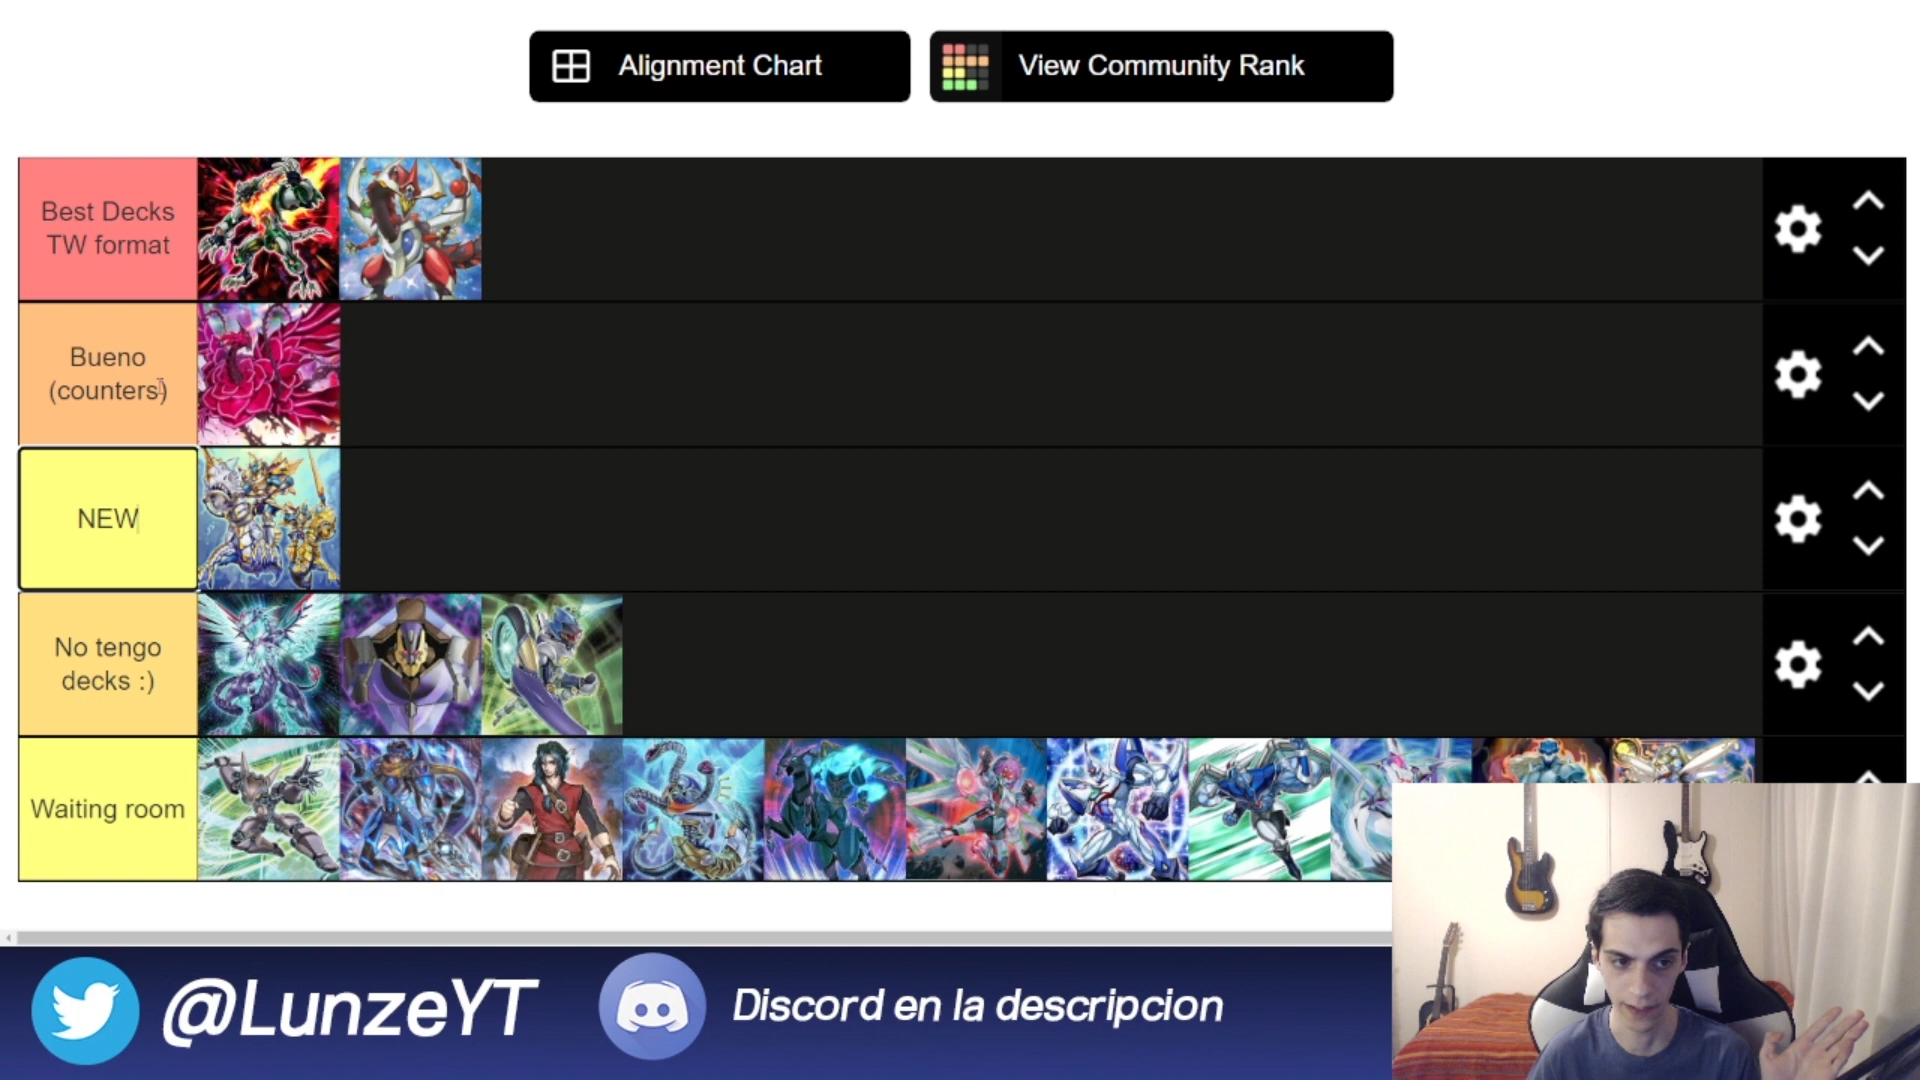 Alignment Chart
View Community Rank
Best Decks
TW format
Bueno
(counters)
NEW
No tengo
decks :)
Waiting room
@LunzeYT
Discord en la descripcion